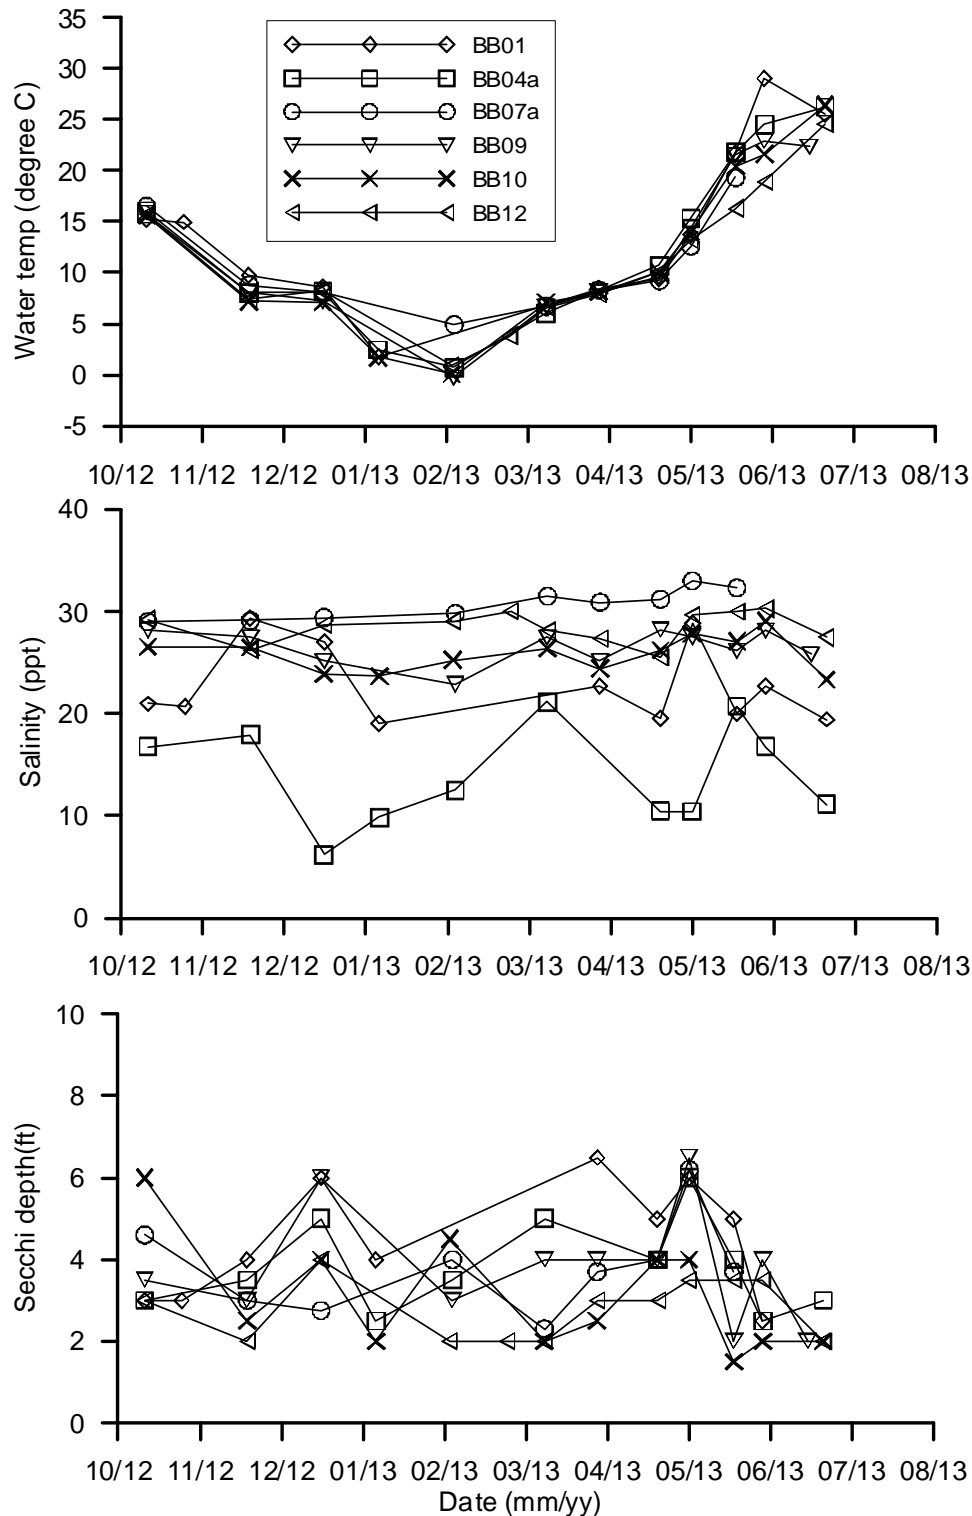 35
30
25
20
15
10
5
0
-5
Water temp (degree C)
BB01
BB04a
BB07a
BB09
BB10
BB12
10/12 11/12 12/12 01/13 02/13 03/13 04/13 05/13 06/13 07/13 08/13
40
30
20
10
0
Salinity (ppt)
10/12 11/12 12/12 01/13 02/13 03/13 04/13 05/13 06/13 07/13 08/13
10
8
6
4
2
0
Secchi depth(ft)
10/12 11/12 12/12 01/13 02/13 03/13 04/13 05/13 06/13 07/13 08/13
Date (mm/yy)